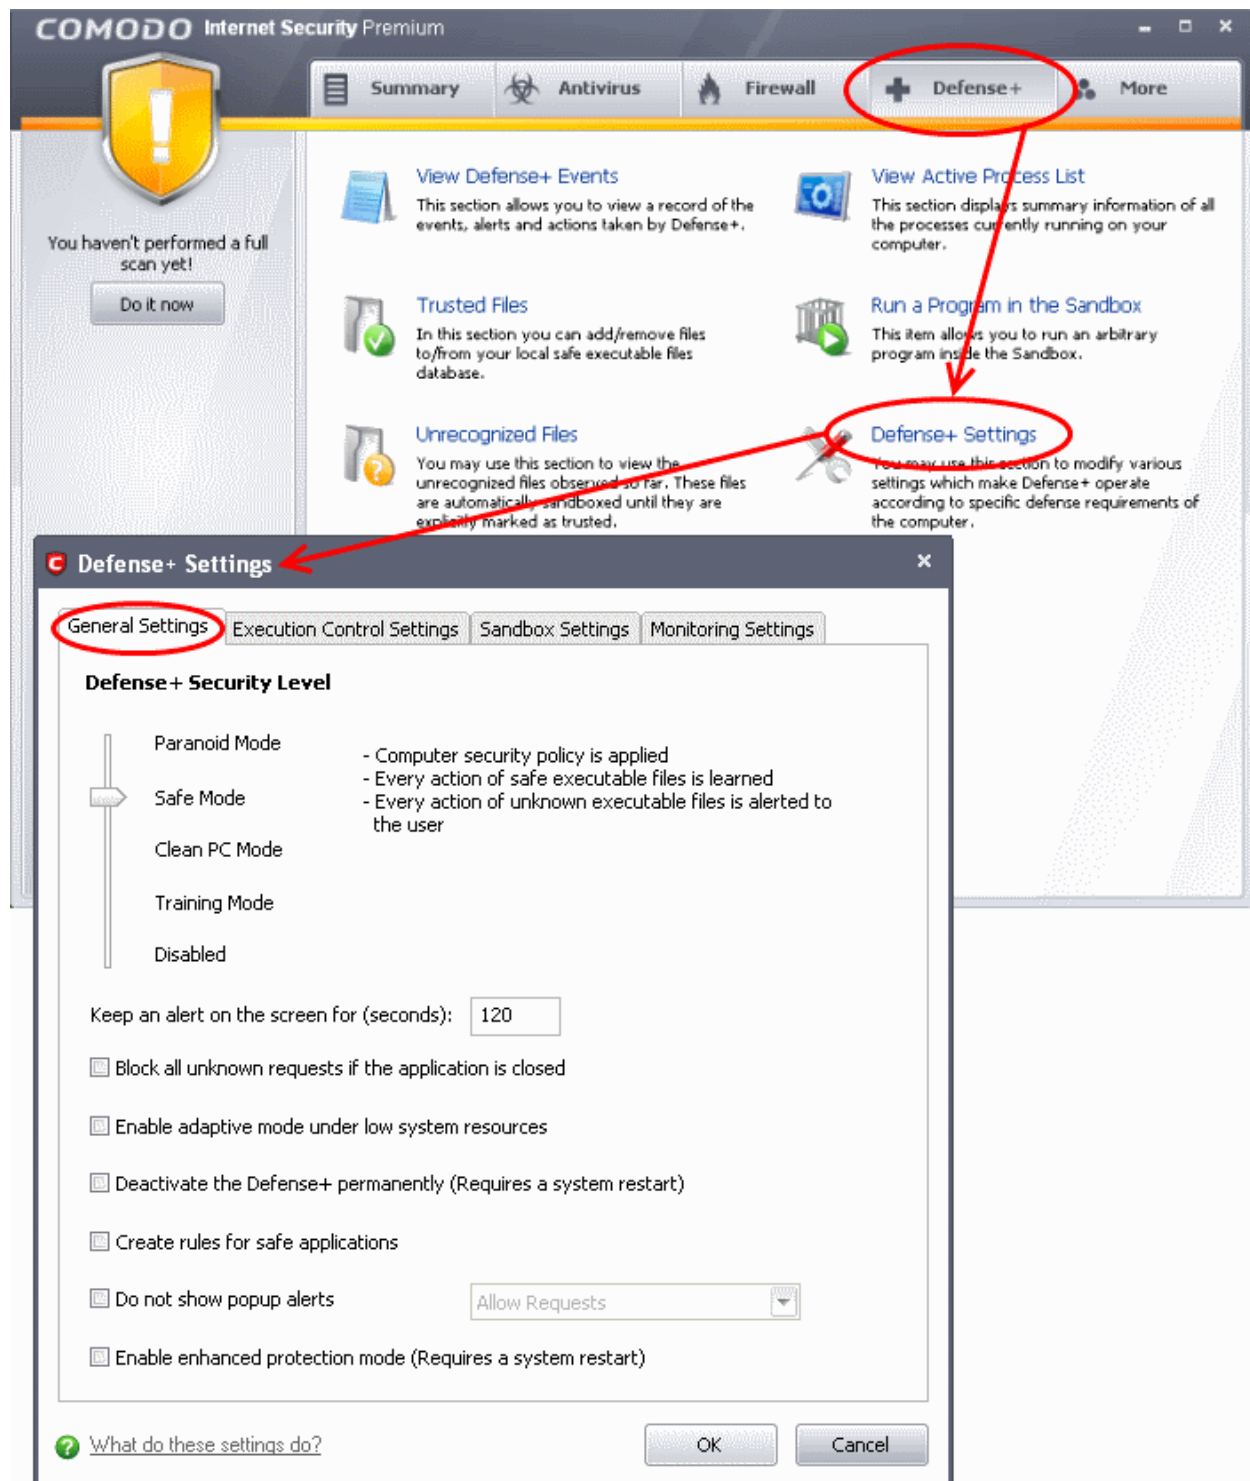 COMODO Internet Security Premium
Summary
Antivirus
Firewall
Defense+
More
You haven't performed a full
scan yet!
Do it now
View Defense+ Events
This section allows you to view a record of the
events, alerts and actions taken by Defense+.
View Active Process List
This section displays summary information of all
the processes currently running on your
computer.
Trusted Files
In this section you can add/remove files
to/from your local safe executable files
database.
Run a Program in the Sandbox
This item allows you to run an arbitrary
program inside the Sandbox.
Unrecognized Files
You may use this section to view the
unrecognized files observed so far. These files
are automatically sandboxed until they are
explicitly marked as trusted.
Defense+ Settings
You may use this section to modify various
settings which make Defense+ operate
according to specific defense requirements of
the computer.
Defense+ Settings
General Settings
Execution Control Settings
Sandbox Settings
Monitoring Settings
Defense+ Security Level
Paranoid Mode
Safe Mode
Clean PC Mode
Training Mode
Disabled
- Computer security policy is applied
- Every action of safe executable files is learned
- Every action of unknown executable files is alerted to
the user
Keep an alert on the screen for (seconds): 120
Block all unknown requests if the application is closed
Enable adaptive mode under low system resources
Deactivate the Defense+ permanently (Requires a system restart)
Create rules for safe applications
Do not show popup alerts
Allow Requests
Enable enhanced protection mode (Requires a system restart)
What do these settings do?
OK
Cancel